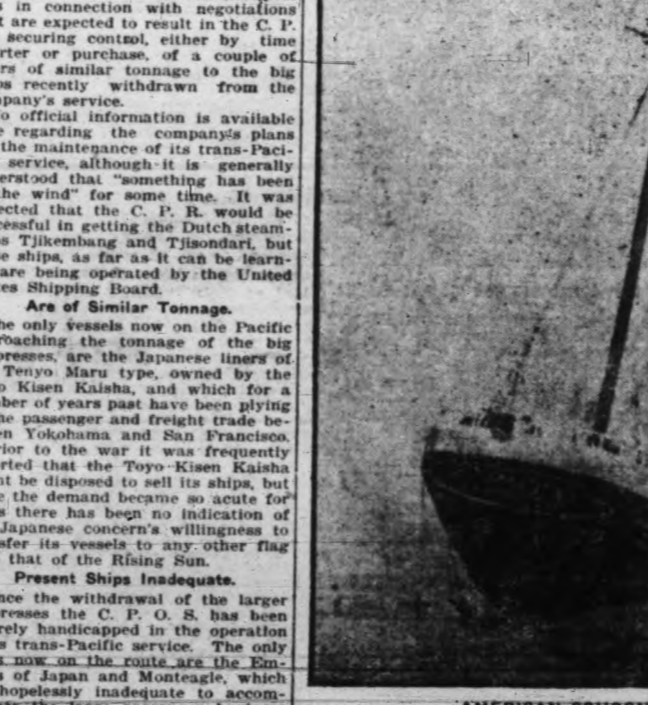 s in connection with negotiations
t are expected to result in the C. P.
securing control, either by time
rter or purchase, of a couple of
rs of similar tonnage to the big
os recently withdrawn from the
pany's service.
o official information is available
e regarding the company's plans
the maintenance of its trans-Paci-
service, although it is generally
erstood that "something has been
he wind" for some time. It was
ected that the C. P. R. would be
cessful in getting the Dutch steam-
s Tjikembang and Tjisondari, but
e ships, as far as it can be learn-
are being operated by the United
es Shipping Board.
Are of Similar Tonnage.
he only vessels now on the Pacific
roaching the tonnage of the big
presses, are the Japanese liners of
Tenyo Maru type, owned by the
o Kisen Kaisha, and which for a
ber of years past have been plying
he passenger and freight trade be-
en Yokohama and San Francisco.
ior to the war it was frequently
orted that the Toyo Kisen Kaisha
ht be disposed to sell its ships, but
e the demand became so acute for
s there has been no indication of
Japanese concern's willingness to
sfer its vessels to any other flag
that of the Rising Sun.
Present Ships Inadequate.
nce the withdrawal of the larger
presses the C. P. O. S. has been
rely handicapped in the operation
s trans-Pacific service. The only
s now on the route are the Em-
s of Japan and Monteagle, which
hopelessly inadequate to accom-